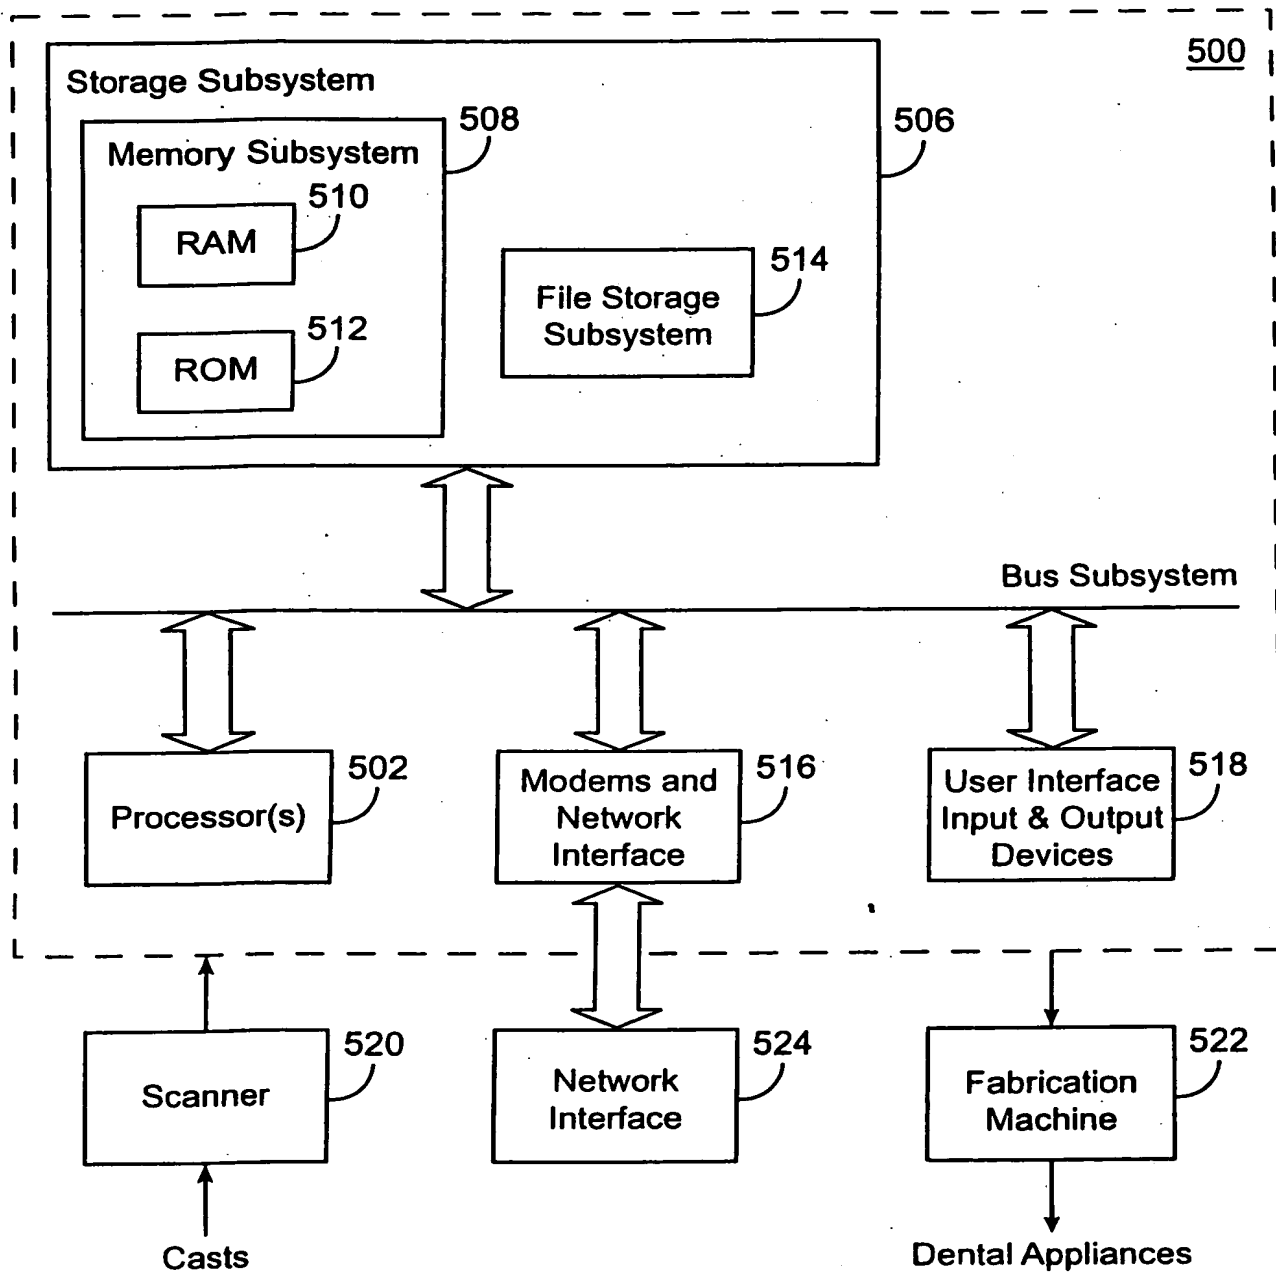 500
Storage Subsystem
508
506
Memory Subsystem
510
RAM
514
File Storage
Subsystem
512
ROM
Bus Subsystem
502
Processor(s)
516
Modems and
Network
Interface
518
User Interface
Input & Output
Devices
520
Scanner
524
Network
Interface
522
Fabrication
Machine
Casts
Dental Appliances